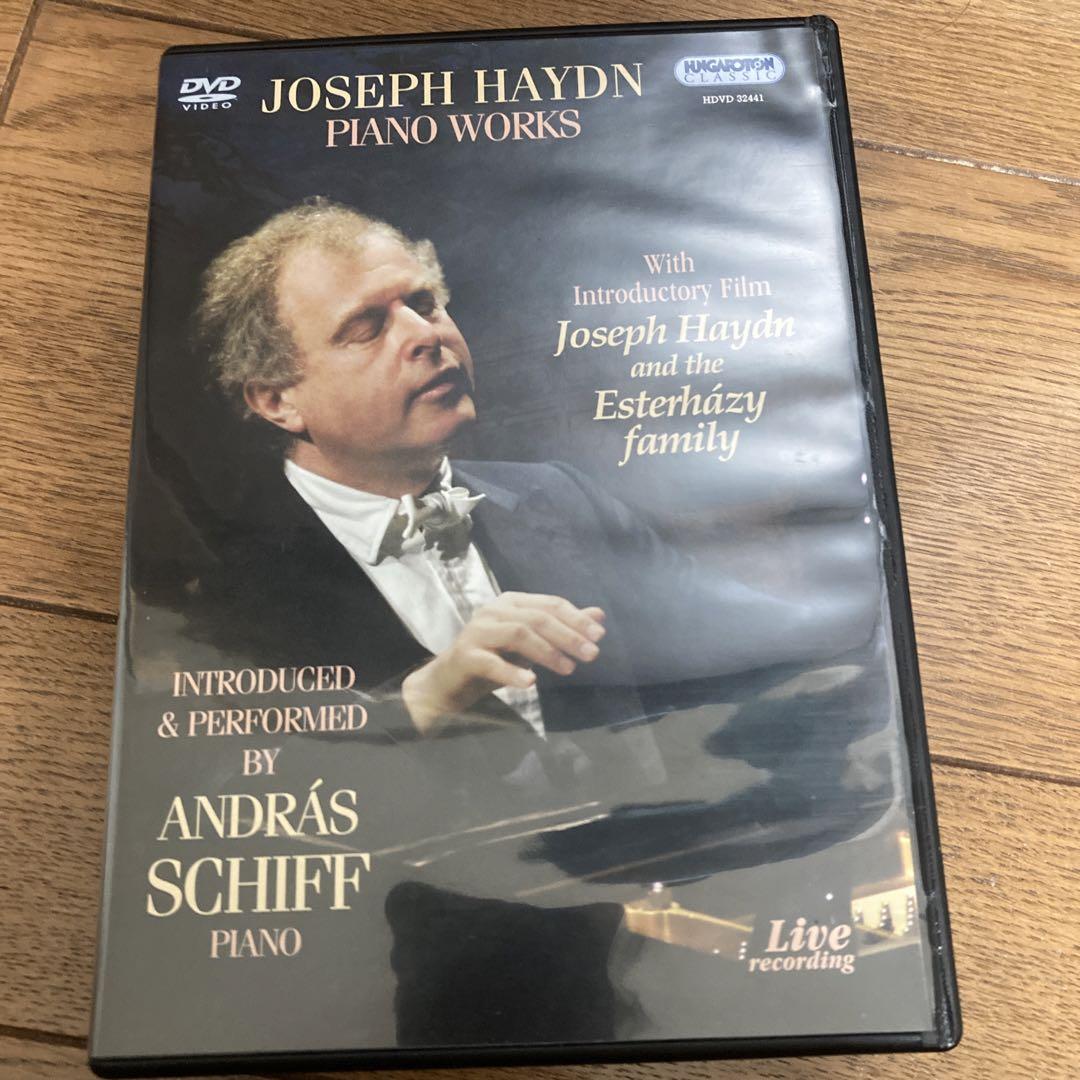 DVD
VIDEO
JOSEPH HAYDN
PIANO WORKS
HUNGAROTON
CLASSIC
HDVD 32441
With
Introductory Film
Joseph Haydn
and the
Esterházy
family
INTRODUCED
& PERFORMED
BY
ANDRÁS
SCHIFF
PIANO
Live
recording